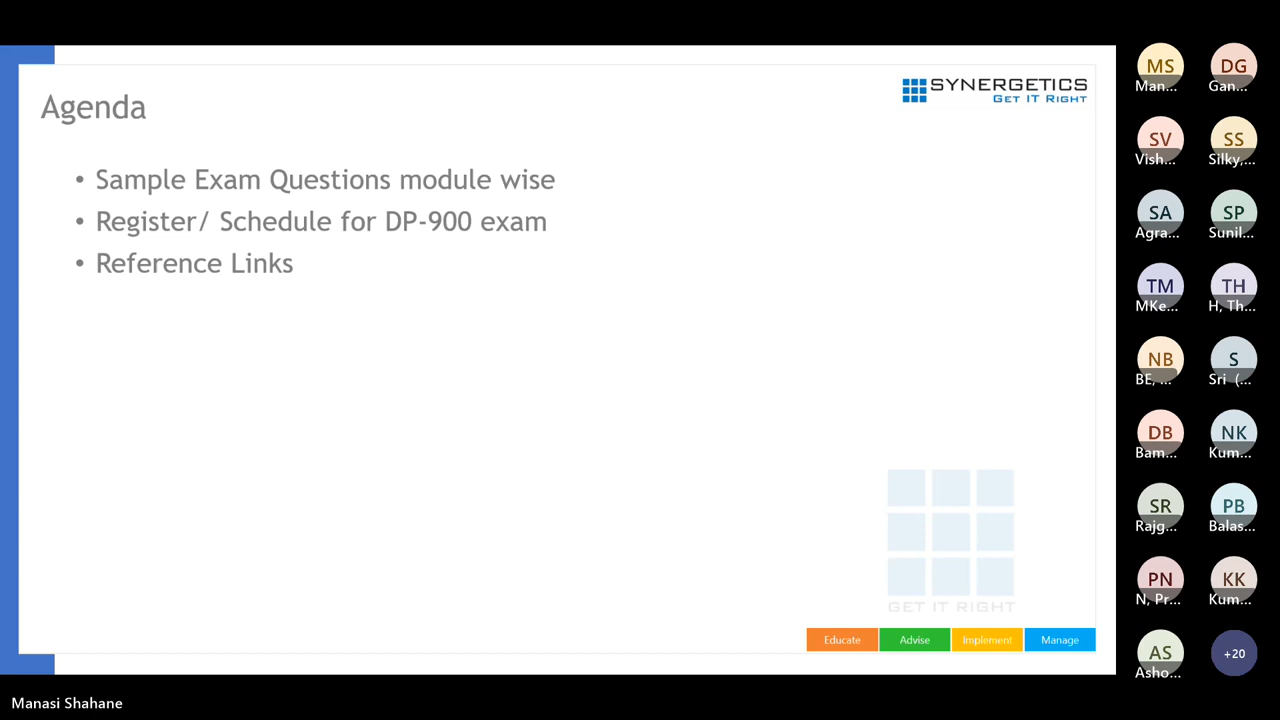 Agenda
SYNERGETICS
GET IT RIGHT
• Sample Exam Questions module wise
• Register/ Schedule for DP-900 exam
• Reference Links
GET IT RIGHT
Educate Advise Implement Manage
MS DG
Man... Gan...
SV SS
Vish... Silky,...
SA SP
Agra... Sunil...
TM TH
MKe... H, Th...
NB S
BE, ... Sri (...
DB NK
Bam... Kum...
SR PB
Rajg... Balas...
PN KK
N, Pr... Kum...
AS +20
Asho...
Manasi Shahane